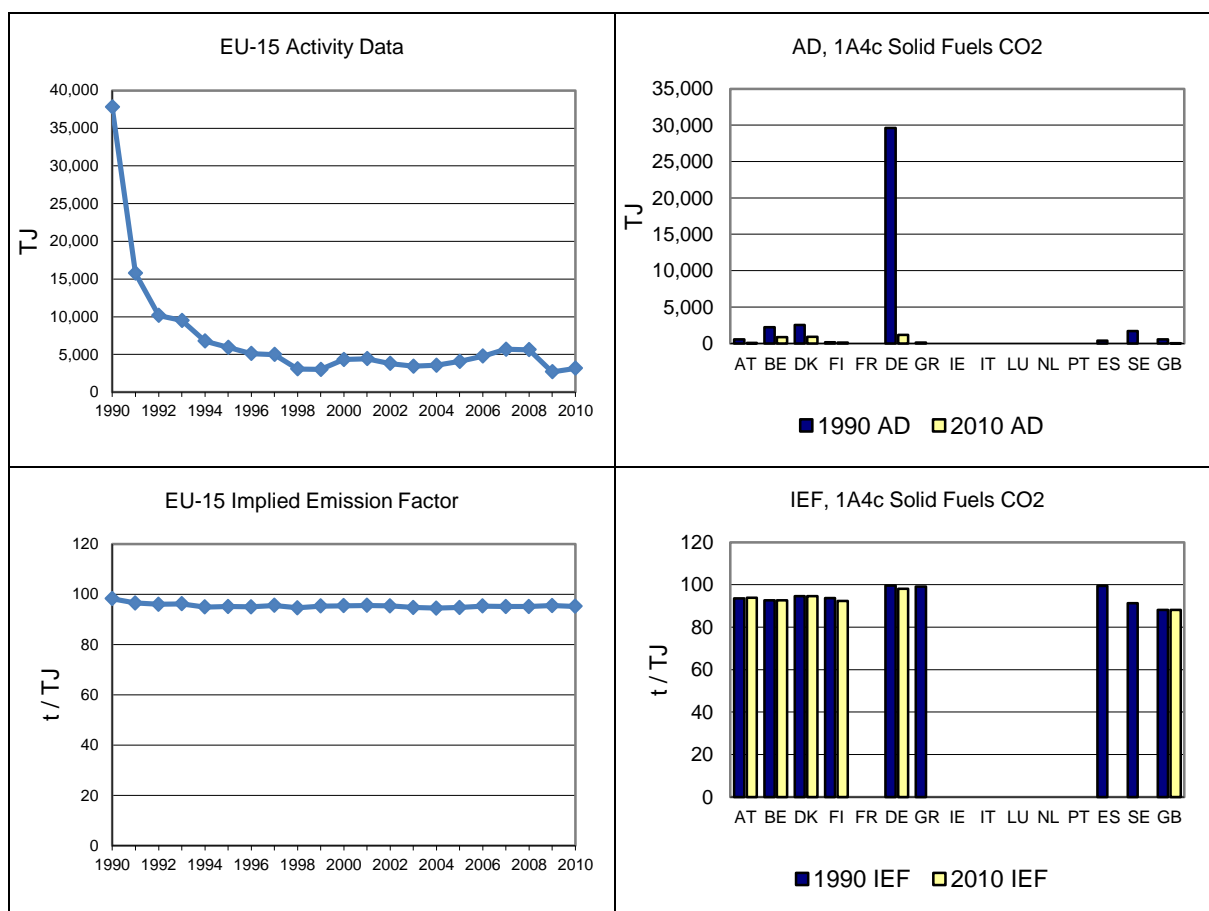 EU-15 Activity Data
40,000
35,000
30,000
25,000
20,000
15,000
10,000
5,000
0
TJ
1990 1992 1994 1996 1998 2000 2002 2004 2006 2008 2010
AD, 1A4c Solid Fuels CO2
35,000
30,000
25,000
20,000
15,000
10,000
5,000
0
TJ
AT BE DK FI FR DE GR IE IT LU NL PT ES SE GB
1990 AD 2010 AD
EU-15 Implied Emission Factor
120
100
80
60
40
20
0
t / TJ
1990 1992 1994 1996 1998 2000 2002 2004 2006 2008 2010
IEF, 1A4c Solid Fuels CO2
120
100
80
60
40
20
0
t / TJ
AT BE DK FI FR DE GR IE IT LU NL PT ES SE GB
1990 IEF 2010 IEF